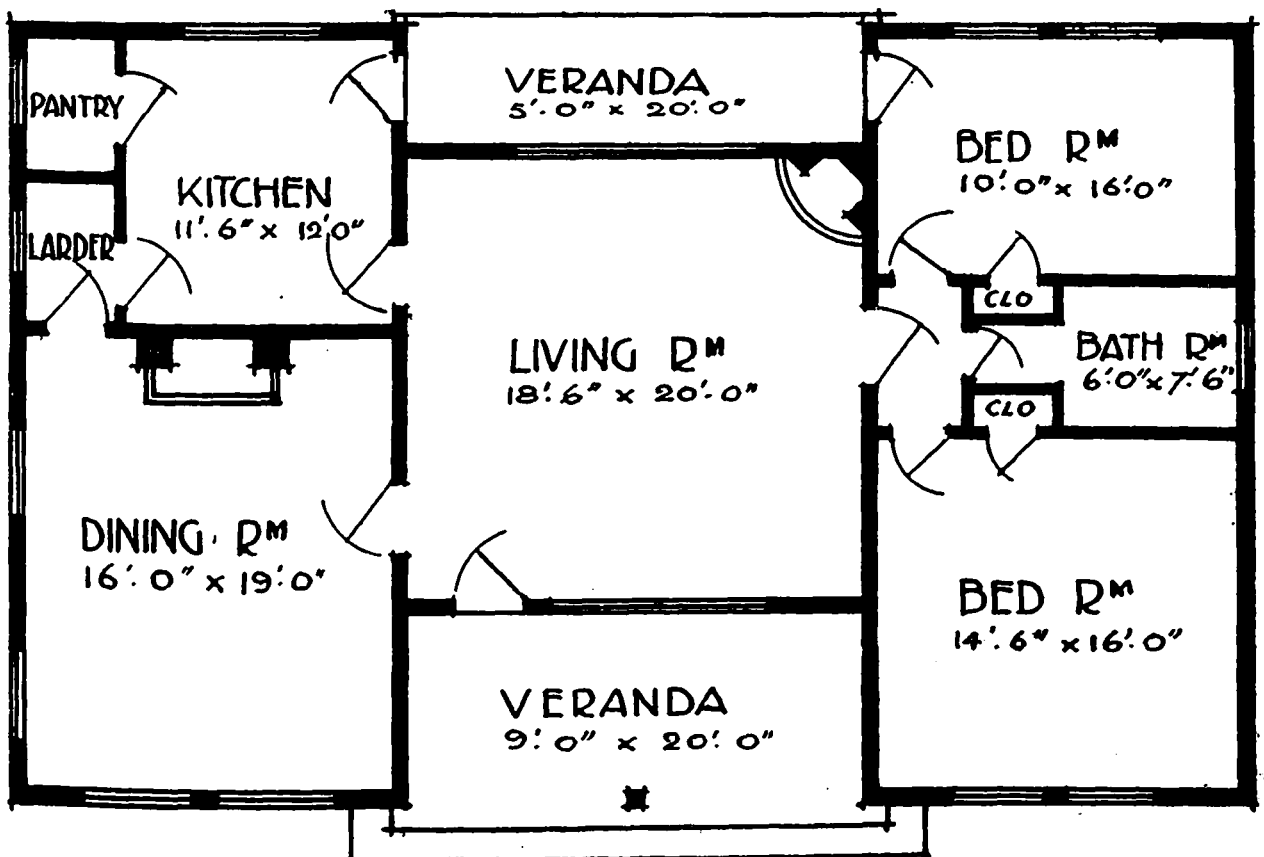 VERANDA
5'.0" x 20'.0"
PANTRY
BED RM
10'.0" x 16'.0"
KITCHEN
11'.6" x 12'.0"
LARDER
CLO
LIVING RM
18'.6" x 20'.0"
BATH RM
6'.0" x 7'.6"
CLO
DINING RM
16'.0" x 19'.0"
BED RM
14'.6" x 16'.0"
VERANDA
9'.0" x 20'.0"